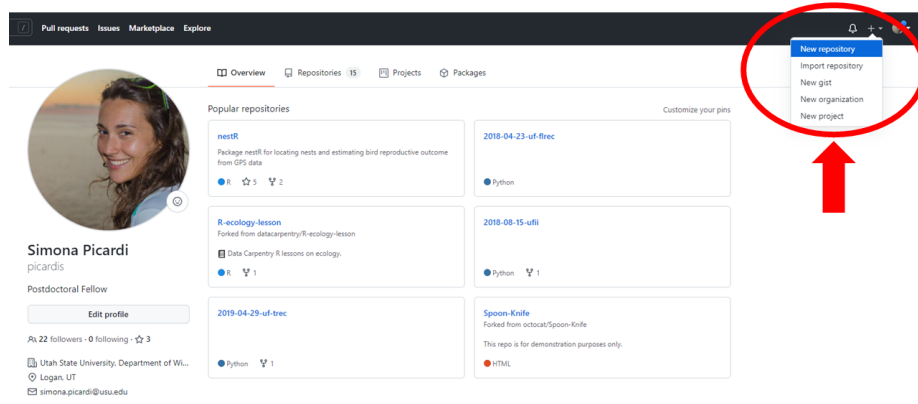 / Pull requests Issues Marketplace Explore
New repository
Import repository
New gist
New organization
New project
Overview Repositories 15 Projects Packages
Popular repositories Customize your pins
nestR
Package nestR for locating nests and estimating bird reproductive outcome
from GPS data
R 5 2
2018-04-23-uf-flrec
Python
R-ecology-lesson
Forked from datacarpentry/R-ecology-lesson
Data Carpentry R lessons on ecology.
R 1
2018-08-15-ufii
Python 1
2019-04-29-uf-trec
Python 1
Spoon-Knife
Forked from octocat/Spoon-Knife
This repo is for demonstration purposes only.
HTML
Simona Picardi
picardis
Postdoctoral Fellow
Edit profile
22 followers · 0 following · 3
Utah State University, Department of Wi...
Logan, UT
simona.picardi@usu.edu